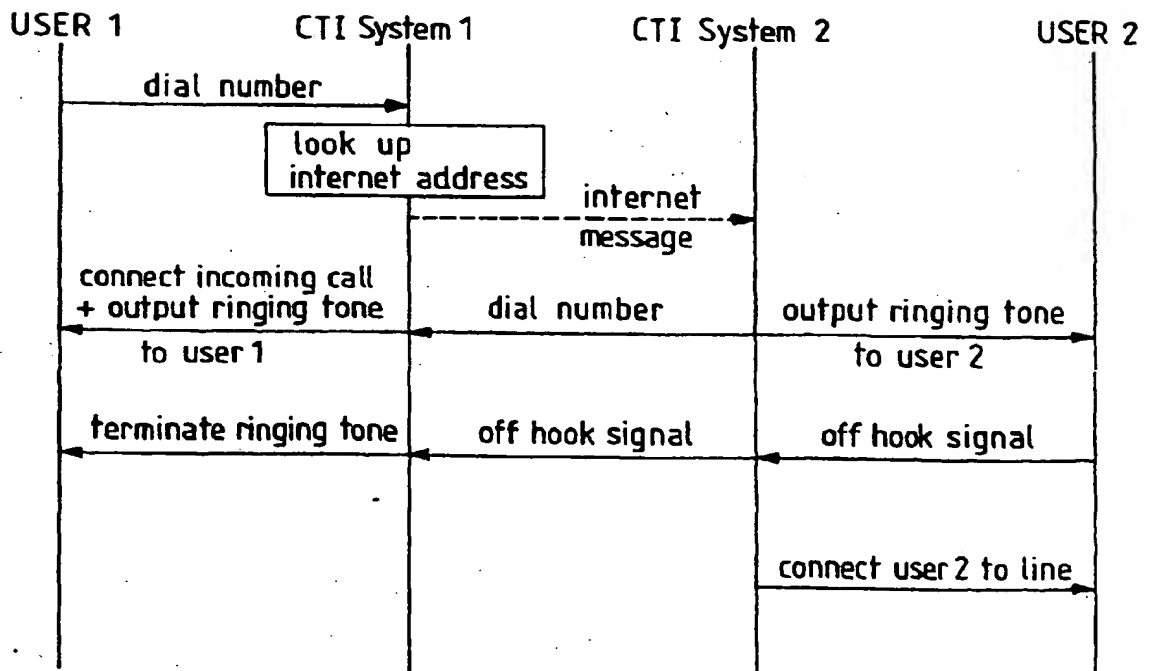 USER 1 CTI System 1 CTI System 2 USER 2
dial number
look up
internet address
internet
message
connect incoming call
+ output ringing tone
to user 1
dial number
output ringing tone
to user 2
terminate ringing tone
off hook signal
off hook signal
connect user 2 to line